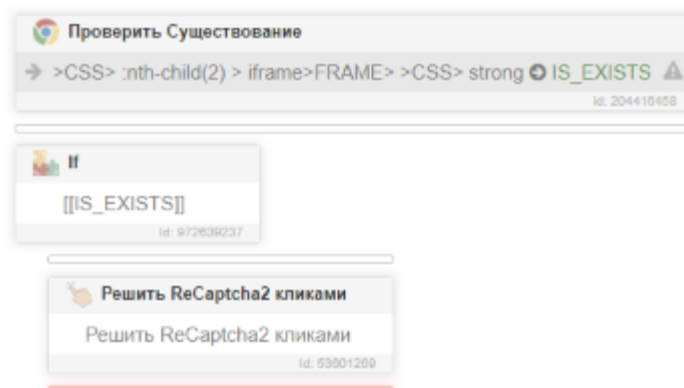 Проверить Существование
>CSS> :nth-child(2) > iframe>FRAME> >CSS> strong IS_EXISTS
Id: 204416458
If
[[IS_EXISTS]]
Id: 972639237
Решить ReCaptcha2 кликами
Решить ReCaptcha2 кликами
Id: 53601269